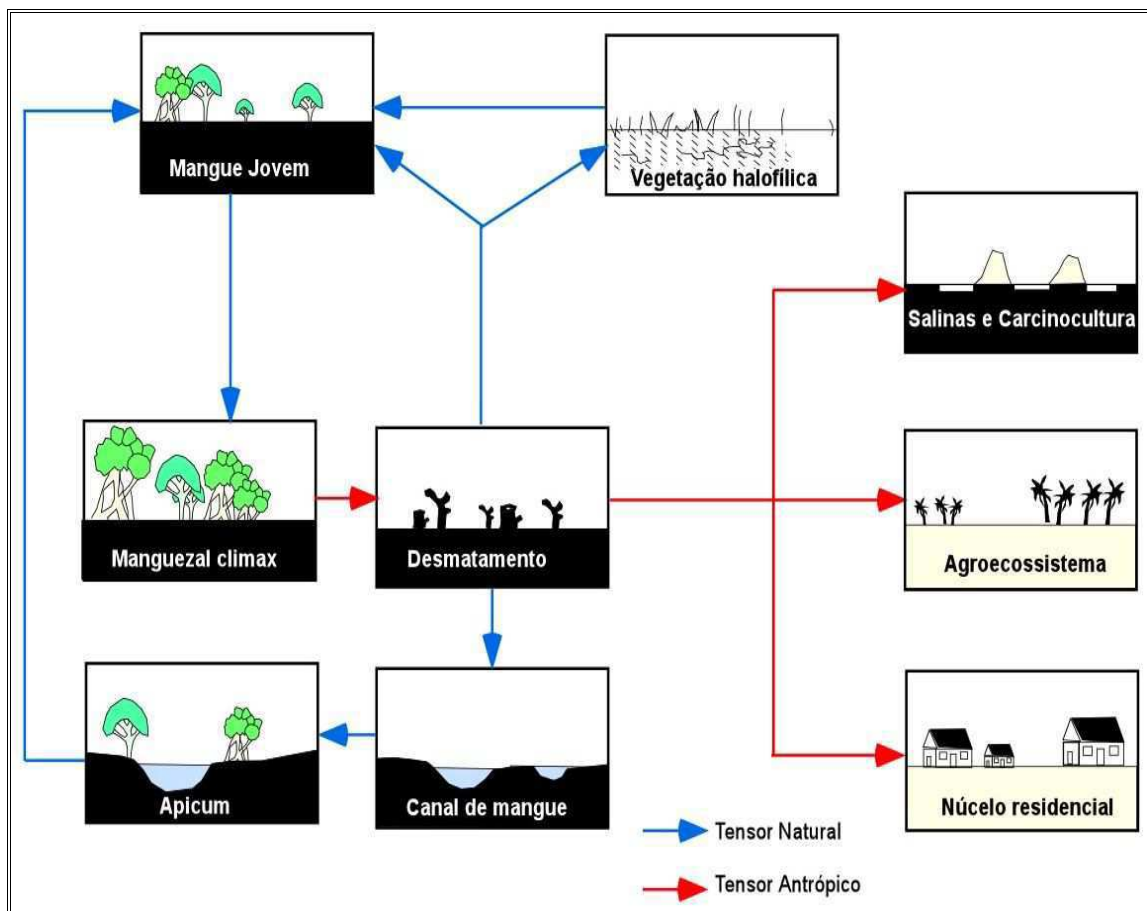 Mangue Jovem
Vegetação halofílica
Salinas e Carcinocultura
Manguezal climax
Desmatamento
Agroecossistema
Apicum
Canal de mangue
Núcelo residencial
Tensor Natural
Tensor Antrópico